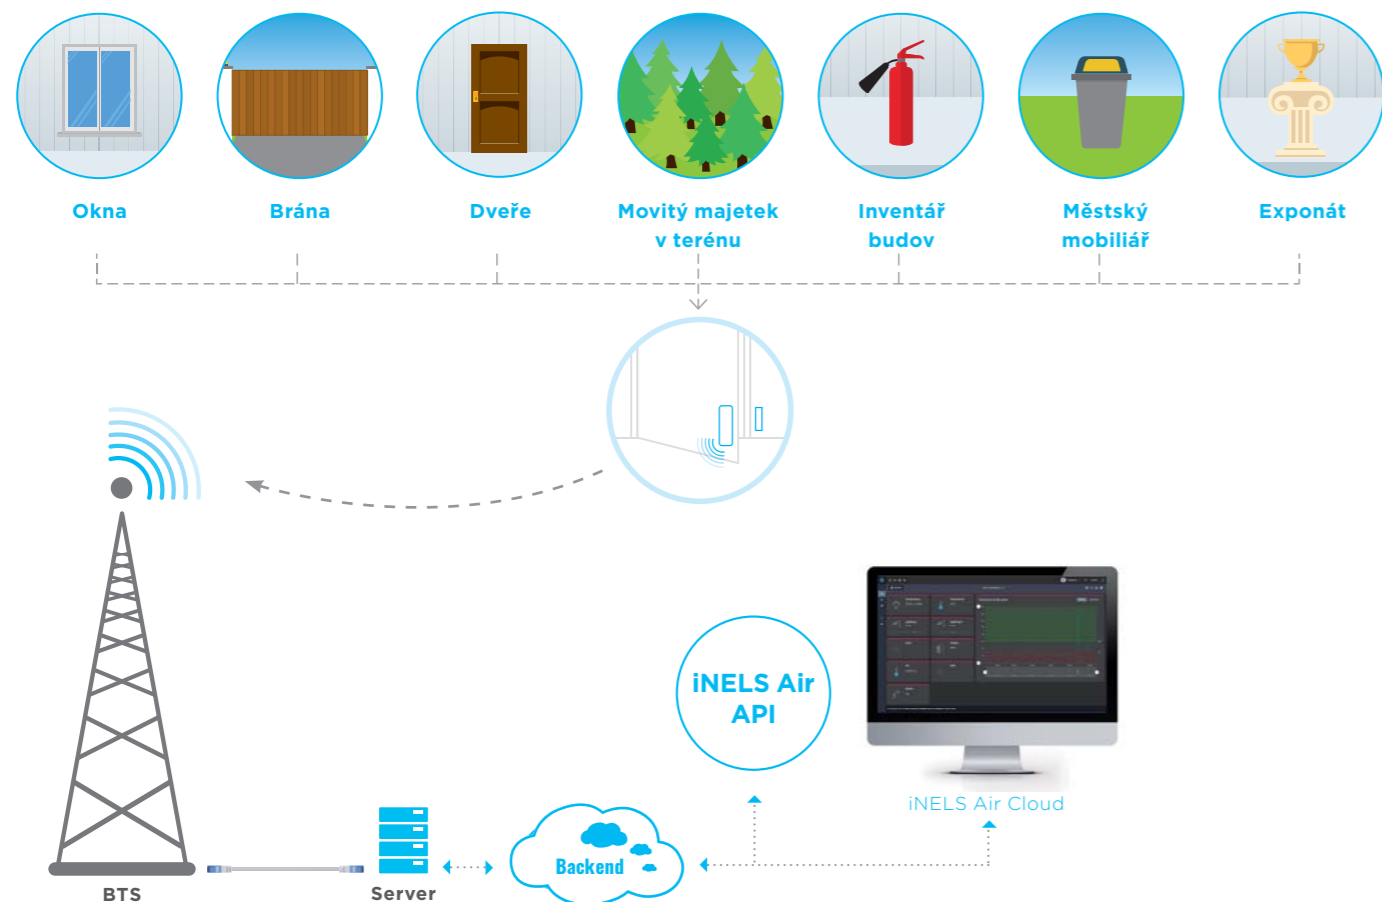 Okna
Brána
Dveře
Movitý majetek
v terénu
Inventář
budov
Městský
mobiliář
Exponát
iNELS Air
API
iNELS Air Cloud
Backend
Server
BTS